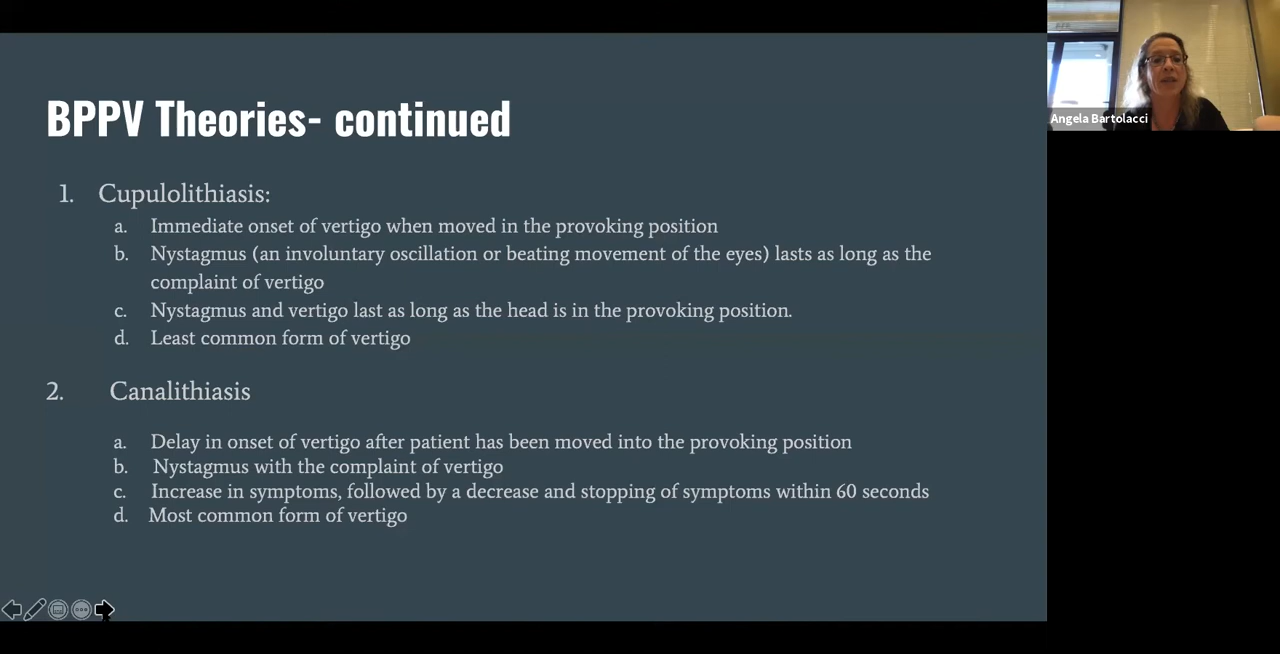 BPPV Theories- continued
1. Cupulolithiasis:
a. Immediate onset of vertigo when moved in the provoking position
b. Nystagmus (an involuntary oscillation or beating movement of the eyes) lasts as long as the
complaint of vertigo
c. Nystagmus and vertigo last as long as the head is in the provoking position.
d. Least common form of vertigo
2. Canalithiasis
a. Delay in onset of vertigo after patient has been moved into the provoking position
b. Nystagmus with the complaint of vertigo
c. Increase in symptoms, followed by a decrease and stopping of symptoms within 60 seconds
d. Most common form of vertigo
Angela Bartolacci